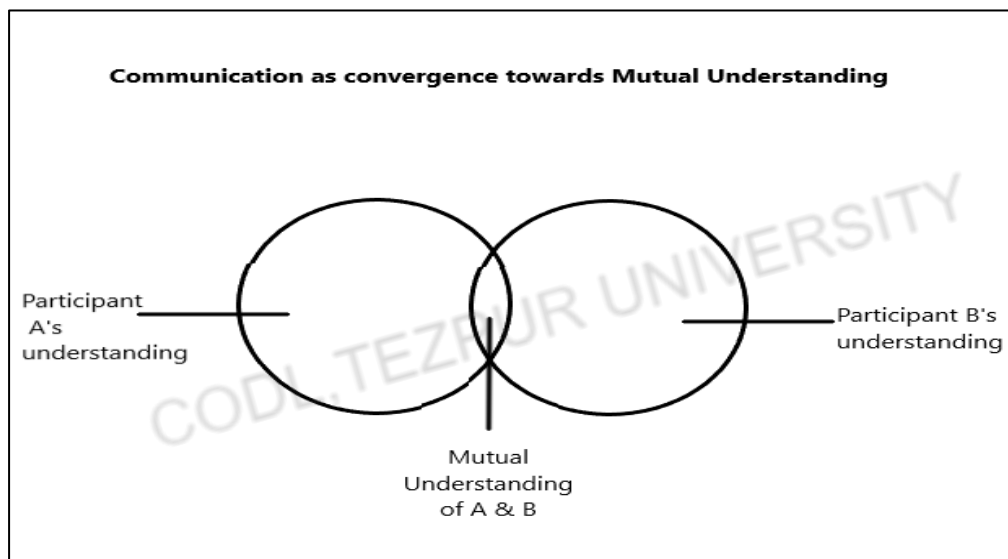 Communication as convergence towards Mutual Understanding
CODL, TEZPUR UNIVERSITY
Participant
A's
understanding
Participant B's
understanding
Mutual
Understanding
of A & B